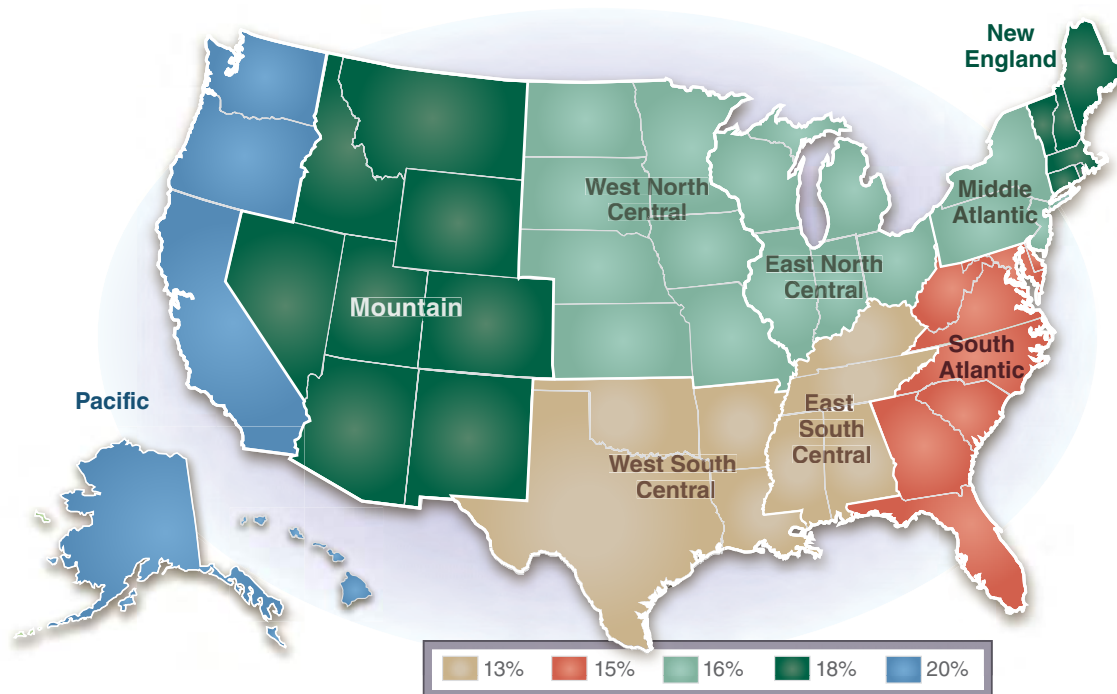 New
England
West North
Central
Middle
Atlantic
East North
Central
Mountain
South
Atlantic
Pacific
East
South
Central
West South
Central
13%
15%
16%
18%
20%